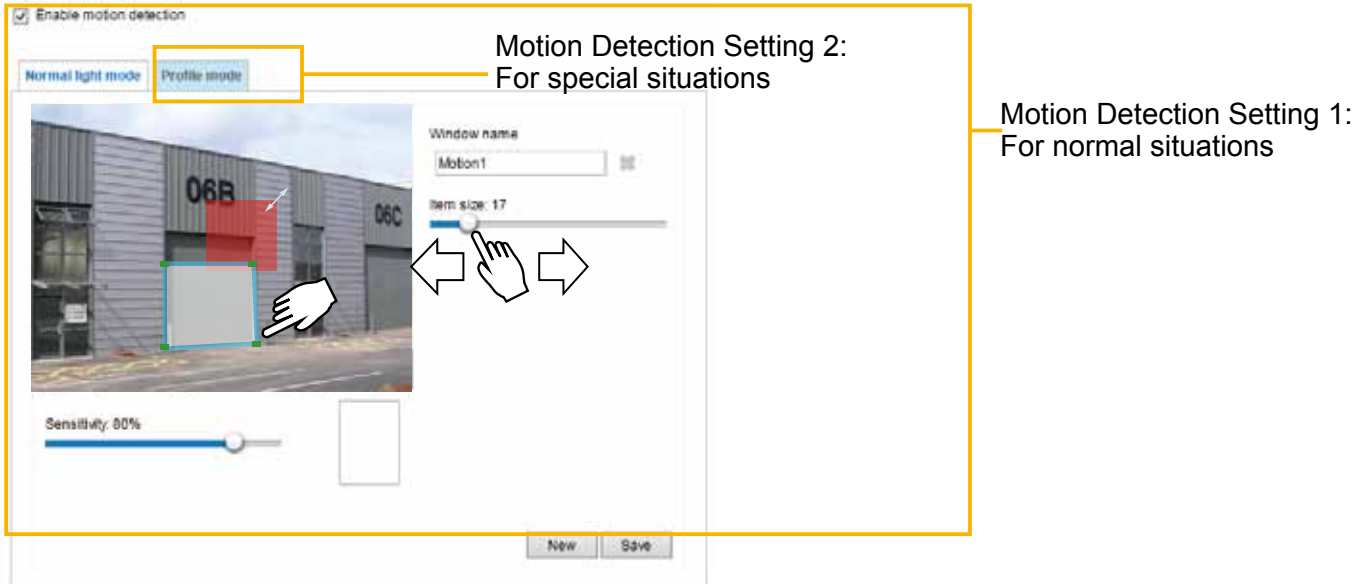 Enable motion detection
Motion Detection Setting 2:
For special situations
Normal light mode
Profile mode
Motion Detection Setting 1:
For normal situations
Window name
Motion1
06B
06C
Item size: 17
Sensitivity: 80%
New
Save